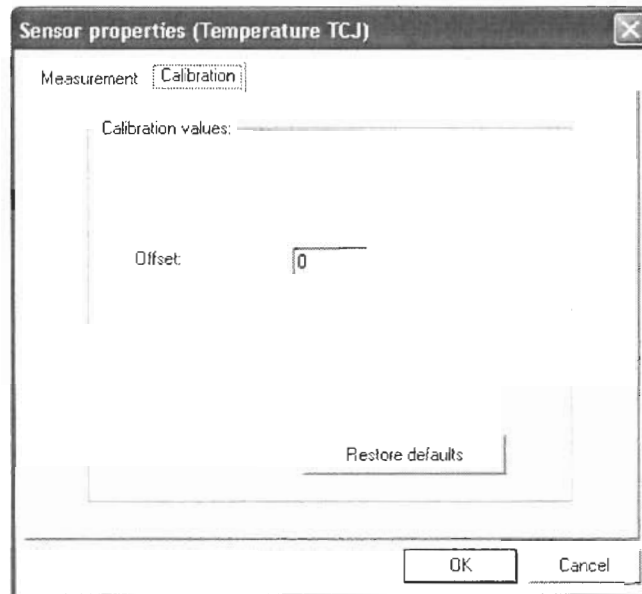 Sensor properties (Temperature TCJ)
Measurement Calibration
Calibration values:
Offset: 0
Restore defaults
OK Cancel